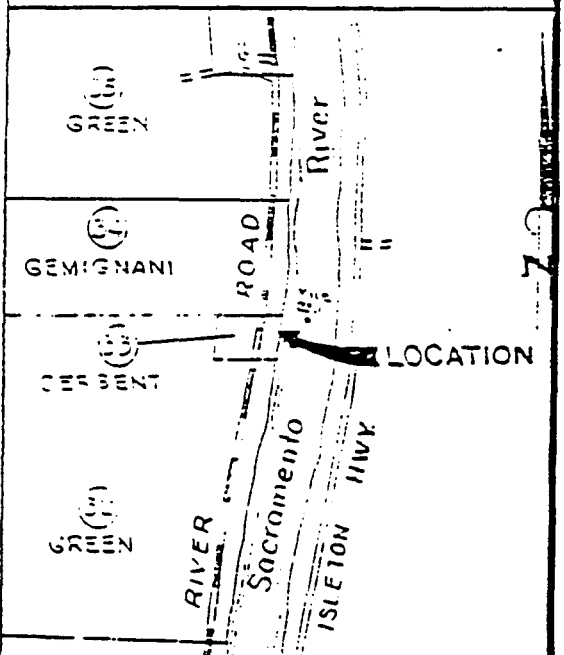 GREEN
River
ROAD
GEMIGNANI
LOCATION
Sacramento
HWY.
GREEN
RIVER
ISLETON